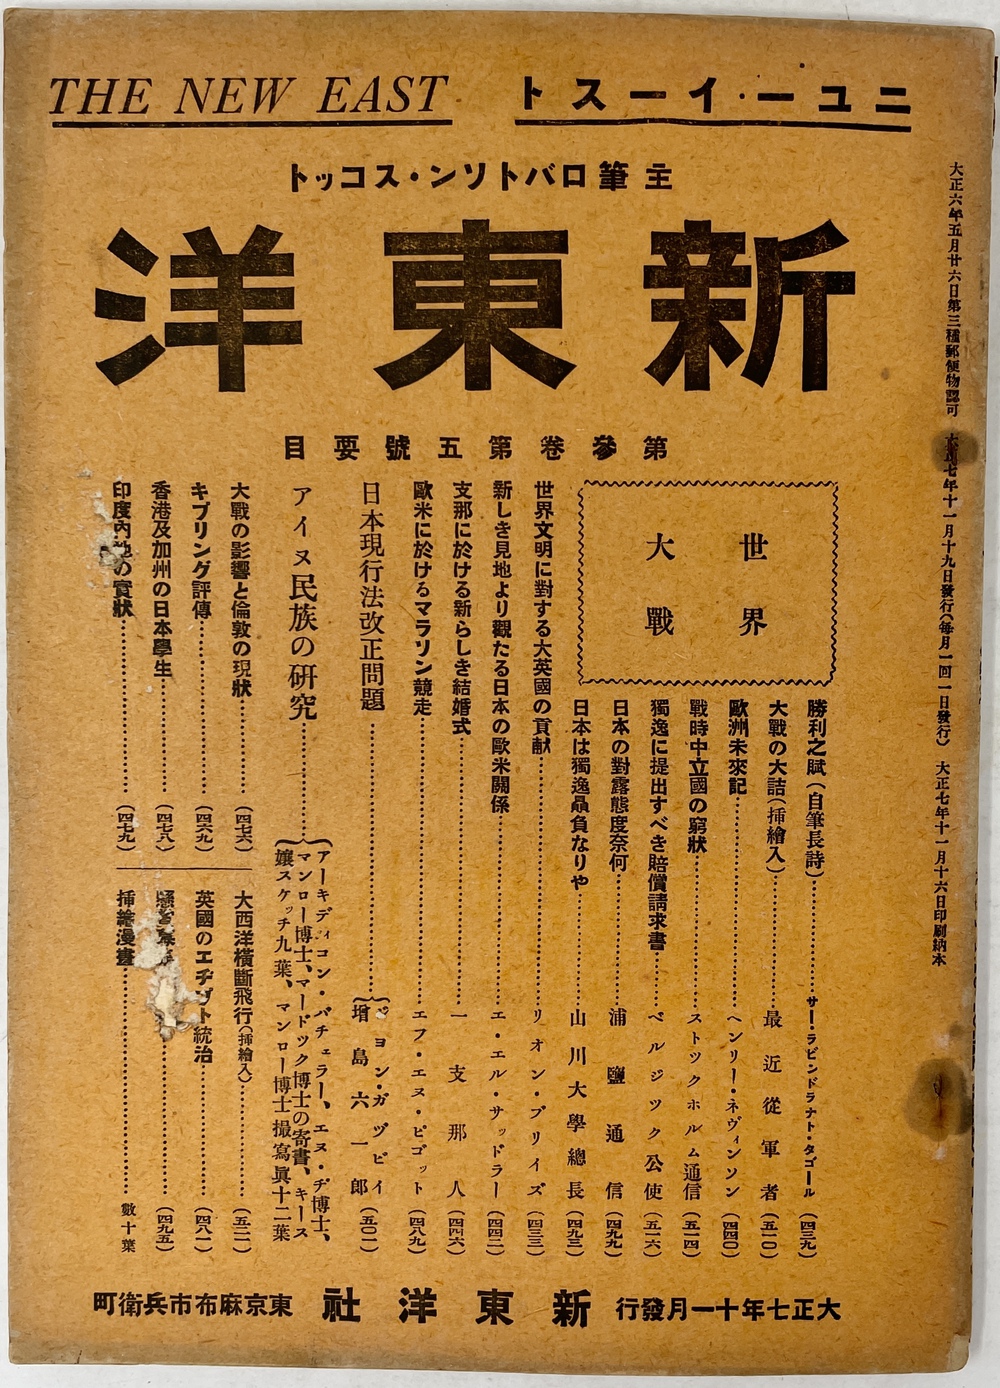 THE NEW EAST
ニユー・イースト
主筆ロバトソン・スコット
新東洋
第參卷第五號要目
大正六年五月廿六日第三種郵便物認可 大正七年十一月十九日發行(每月一回一日發行) 大正七年十一月十六日印刷納本
世界
大戰
勝利之賦(自筆長詩)………サー・ラビンドラナト・タゴール(四三九)
大戰の大詰(挿繪入)………最近從軍者(五一〇)
歐洲未來記………ヘンリー・ネヴィンソン(四四〇)
戰時中立國の窮狀………ストックホルム通信(五一四)
獨逸に提出すべき賠償請求書………ベルジック公使(五一六)
日本の對露態度奈何………浦鹽通信(四九九)
日本は獨逸贔負なりや………山川大學總長(四九三)
世界文明に對する大英國の貢献………リオン・ブリイズ(四三三)
新しき見地より觀たる日本の歐米關係………エ・エル・サッドラー(四四二)
支那に於ける新らしき結婚式………一支那人(四四六)
歐米に於けるマラソン競走………エフ・エヌ・ピゴット(四八九)
日本現行法改正問題………ジョン・ガヅビイ
增島六一郎(五〇一)
アイヌ民族の研究………アーキディコン・バチェラー、エヌ・ヂ博士、
マンロー博士、マードック博士の寄書、キース
孃スケッチ九葉、マンロー博士撮寫眞十二葉
大戰の影響と倫敦の現狀………(四七六)
キプリング評傳………(四六九)
香港及加州の日本學生………(四七八)
印度內地の實狀………(四七九)
大西洋橫斷飛行(挿繪入)………(五二一)
英國のエヂプト統治………(四八一)
………(四九五)
挿繪漫畫………數十葉
大正七年十一月發行
新東洋社
東京麻布市兵衛町